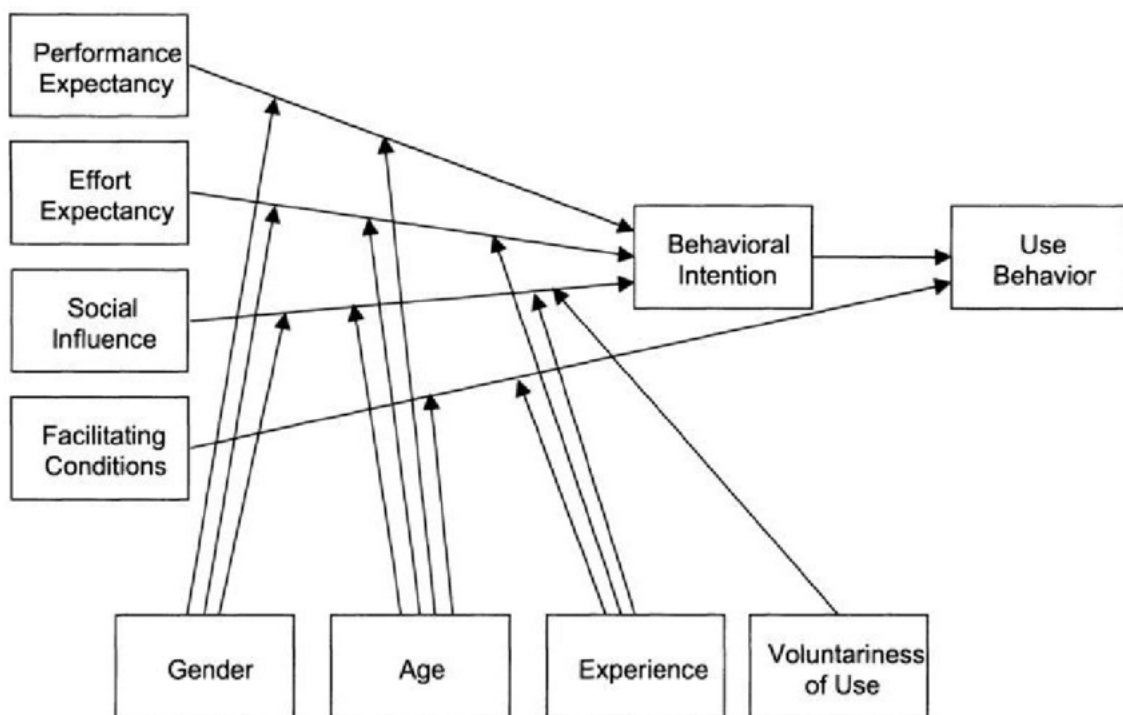 Performance
Expectancy
Effort
Expectancy
Social
Influence
Facilitating
Conditions
Behavioral
Intention
Use
Behavior
Gender
Age
Experience
Voluntariness
of Use